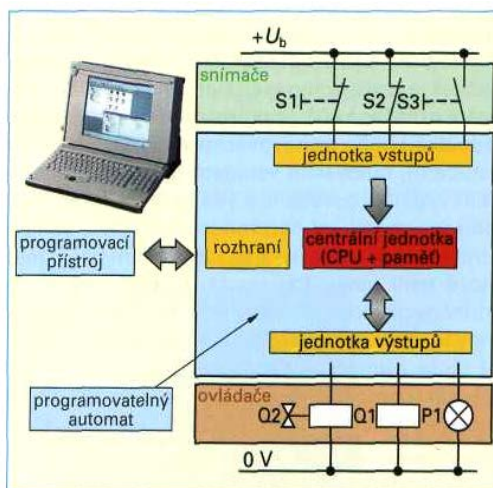 +Ub
snímače
S1
S2
S3
jednotka vstupů
programovací
přístroj
rozhraní
centrální jednotka
(CPU + paměť)
jednotka výstupů
programovatelný
automat
ovládače
Q2
Q1
P1
0 V